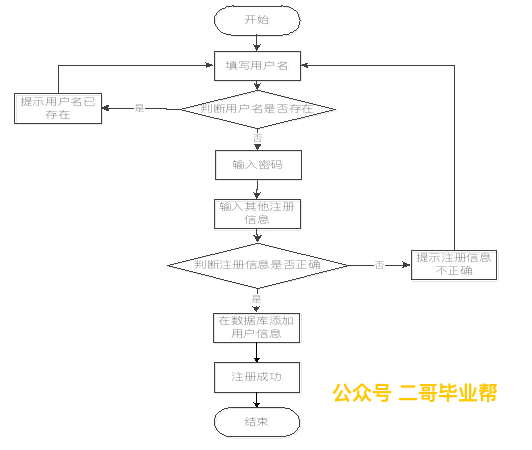 开始
填写用户名
提示用户名已
存在
是
判断用户名是否存在
否
输入密码
输入其他注册
信息
判断注册信息是否正确
否
提示注册信息
不正确
是
在数据库添加
用户信息
注册成功
公众号 二哥毕业帮
结束